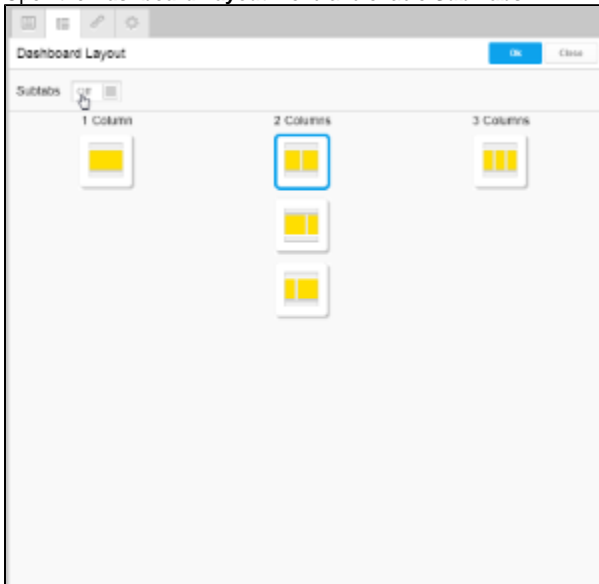 Dashboard Layout
Ok
Close
Subtabs
1 Column
2 Columns
3 Columns